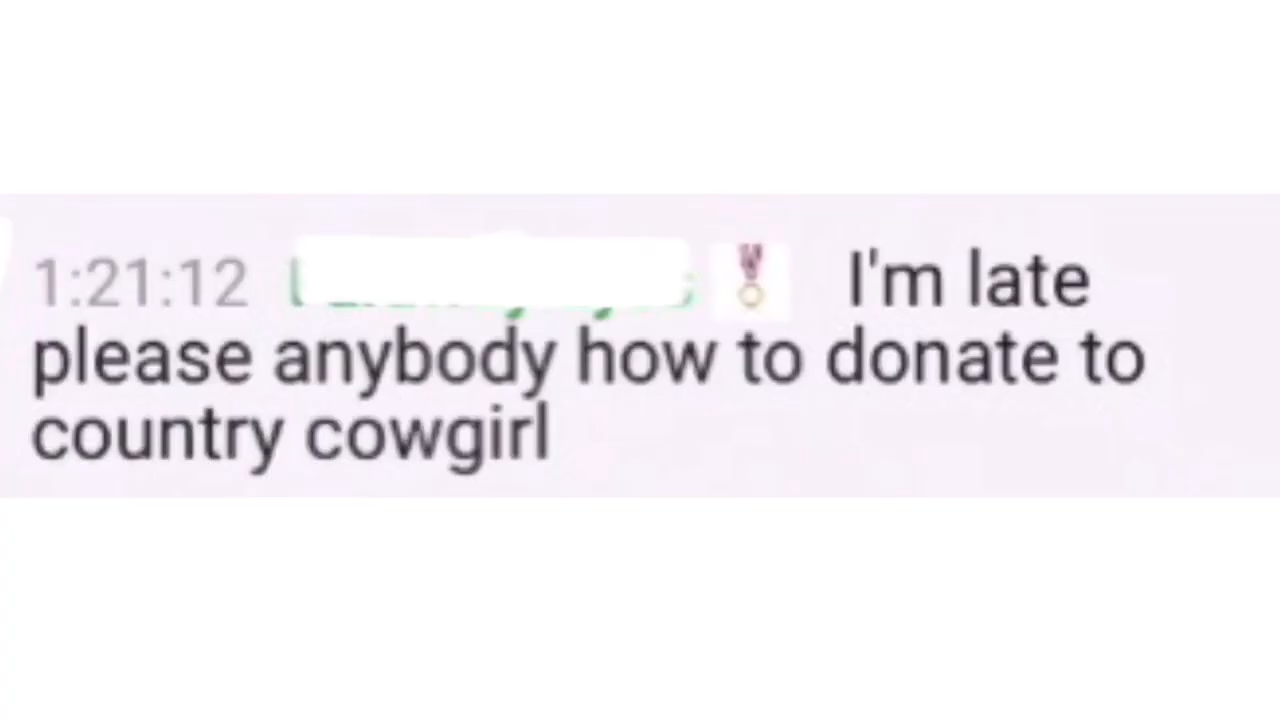 1:21:12 I'm late
please anybody how to donate to
country cowgirl